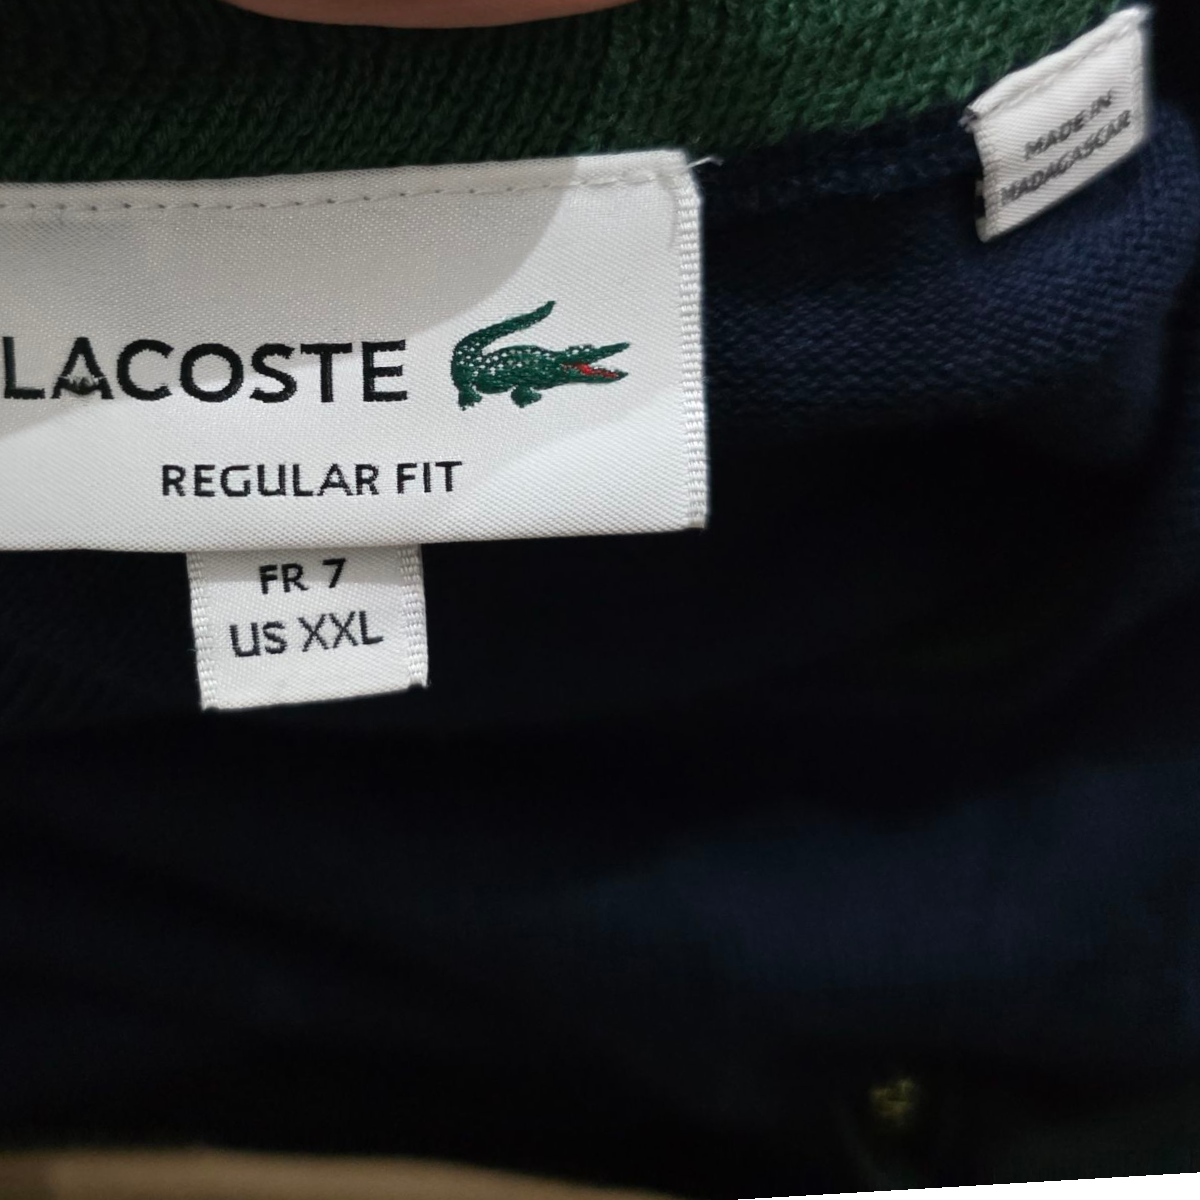 MADE IN
MADAGASCAR
LACOSTE
REGULAR FIT
FR 7
US XXL